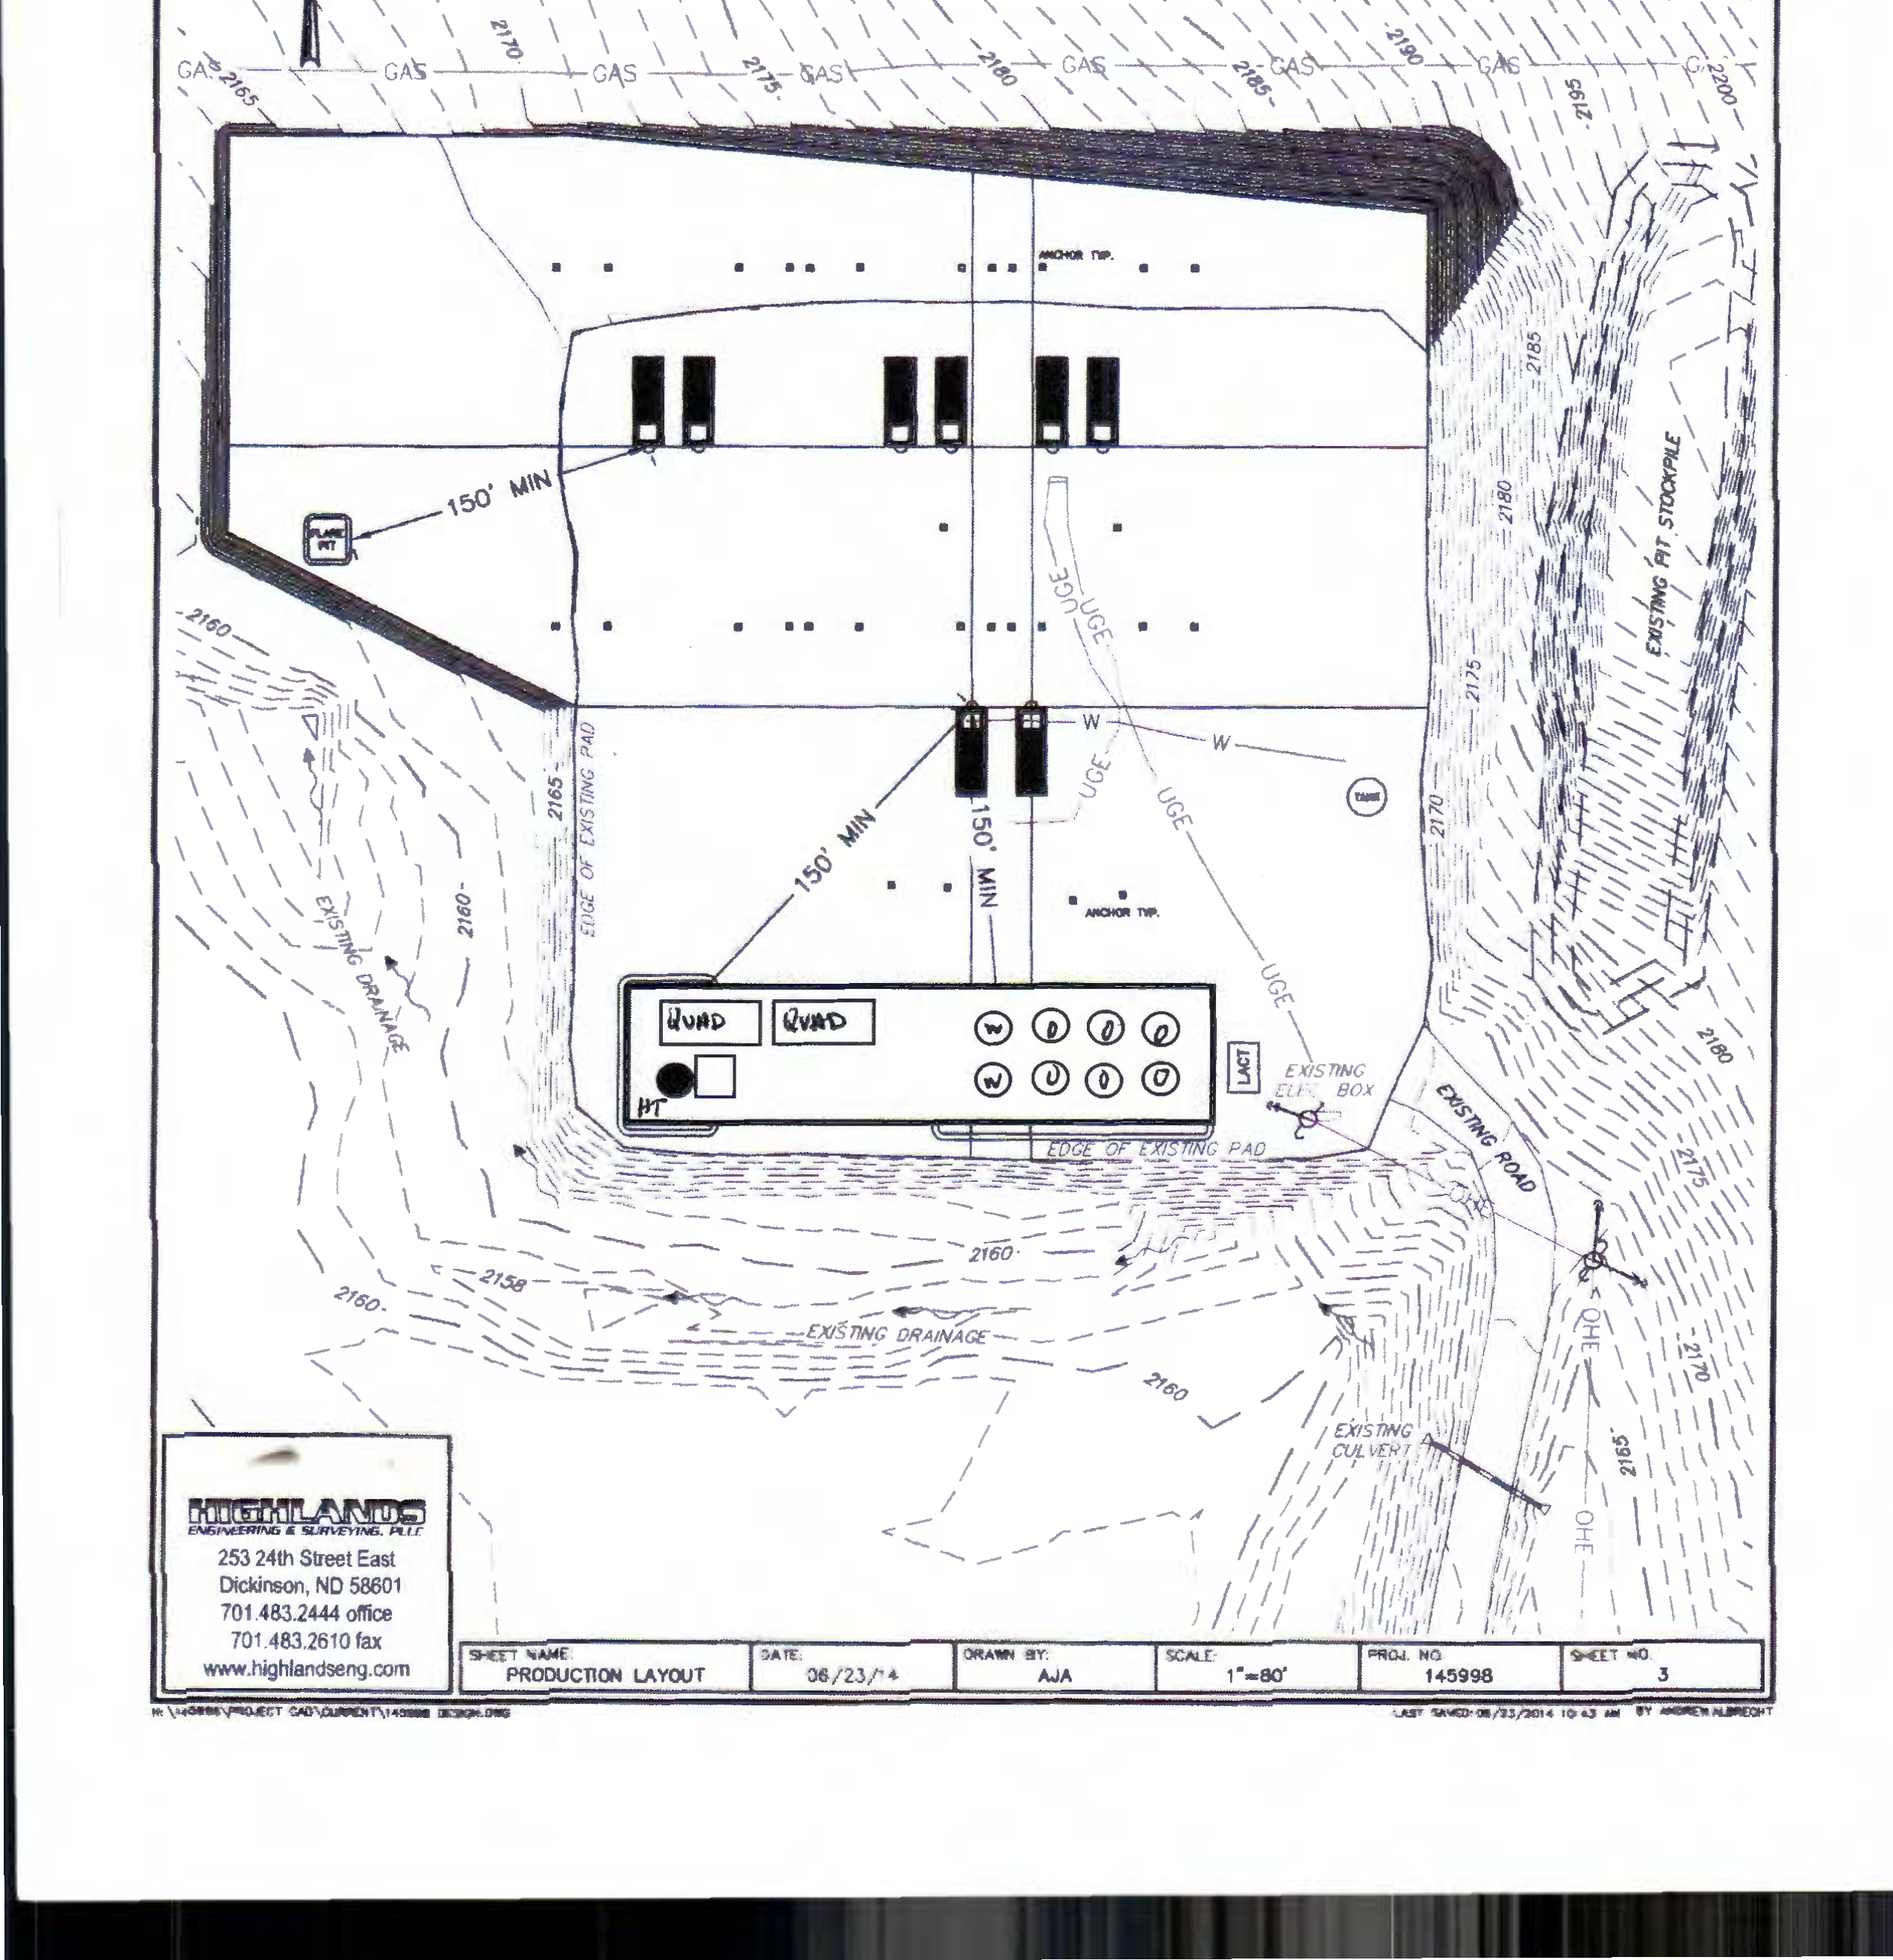 2170
GAS
2165
GAS
GAS
2175
GAS
2180
GAS
2185
GAS
2190
GAS
2195
2200
ANCHOR TYP.
2185
150' MIN
FLARE
PIT
2180
EXISTING PIT STOCKPILE
UGE
UGE
2160
2175
W
W
UGE
UGE
TANK
2165
EDGE OF EXISTING PAD
2170
150' MIN
150' MIN
ANCHOR TYP.
2160
EXISTING DRAINAGE
UGE
QUAD
QUAD
W O O O
W O O O
HT
LACT
EXISTING
ELEC BOX
2180
EXISTING ROAD
EDGE OF EXISTING PAD
2175
OHE
2160
2158
2160
EXISTING DRAINAGE
OHE
2170
2160
EXISTING
CULVERT
2165
OHE
HIGHLANDS
ENGINEERING & SURVEYING, PLLC
253 24th Street East
Dickinson, ND 58601
701.483.2444 office
701.483.2610 fax
www.highlandseng.com
SHEET NAME:
PRODUCTION LAYOUT
DATE:
06/23/14
DRAWN BY:
AJA
SCALE:
1"=80'
PROJ. NO.
145998
SHEET NO.
3
H:\145998\PROJECT CAD\CURRENT\145998 DESIGN.DWG
LAST SAVED: 06/23/2014 10:43 AM BY ANDREW ALBRECHT